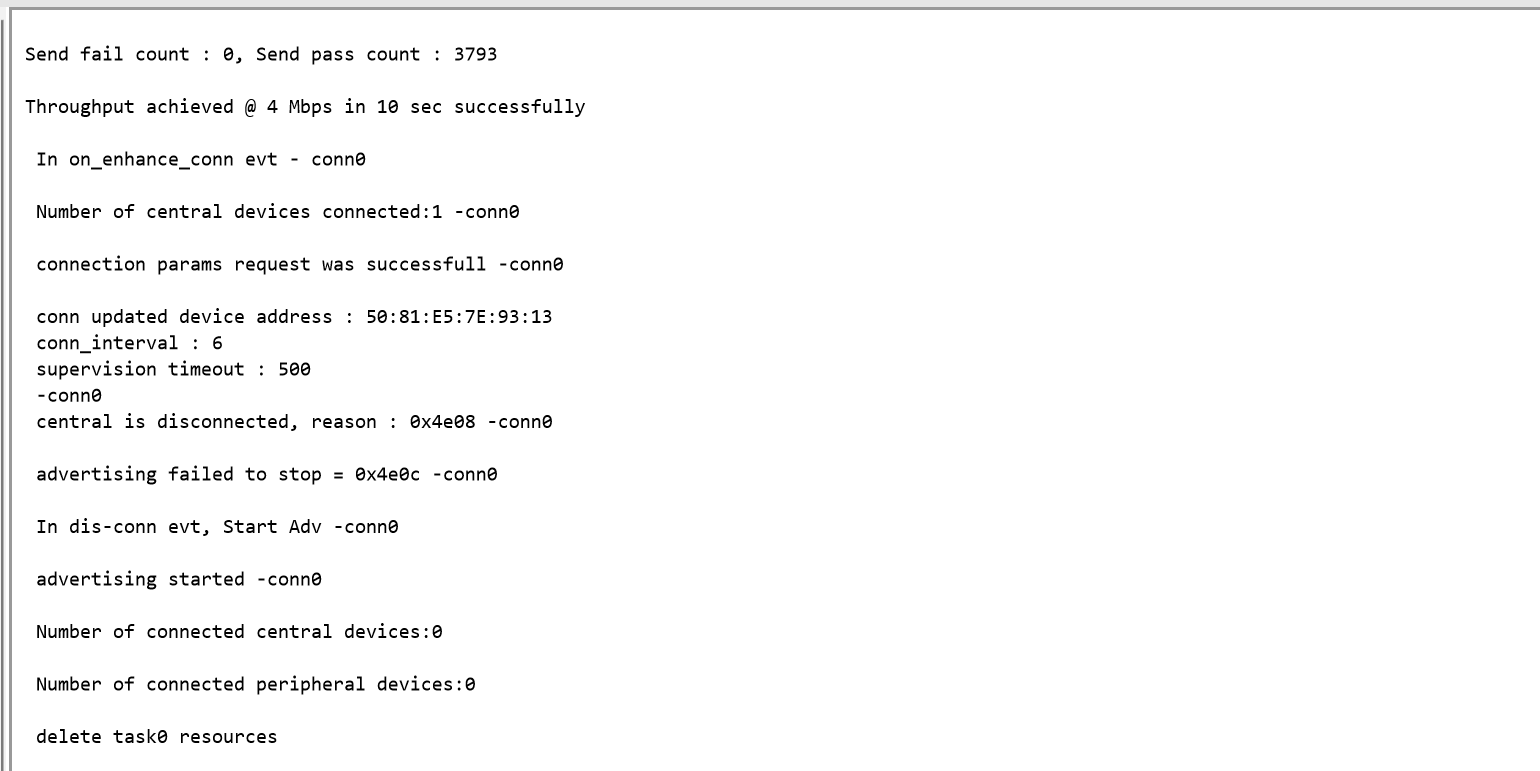 Send fail count : 0, Send pass count : 3793
Throughput achieved @ 4 Mbps in 10 sec successfully
In on_enhance_conn evt - conn0
Number of central devices connected:1 -conn0
connection params request was successfull -conn0
conn updated device address : 50:81:E5:7E:93:13
conn_interval : 6
supervision timeout : 500
-conn0
central is disconnected, reason : 0x4e08 -conn0
advertising failed to stop = 0x4e0c -conn0
In dis-conn evt, Start Adv -conn0
advertising started -conn0
Number of connected central devices:0
Number of connected peripheral devices:0
delete task0 resources